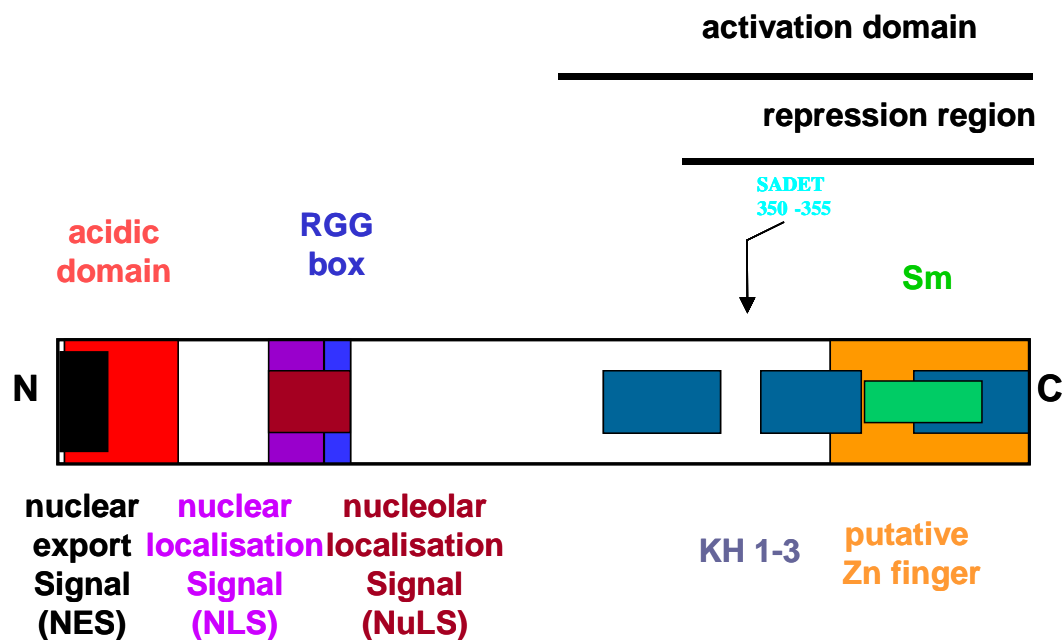 activation domain
repression region
SADET
350 -355
acidic
domain
RGG
box
Sm
N
C
nuclear
export
Signal
(NES)
nuclear
localisation
Signal
(NLS)
nucleolar
localisation
Signal
(NuLS)
KH 1-3
putative
Zn finger